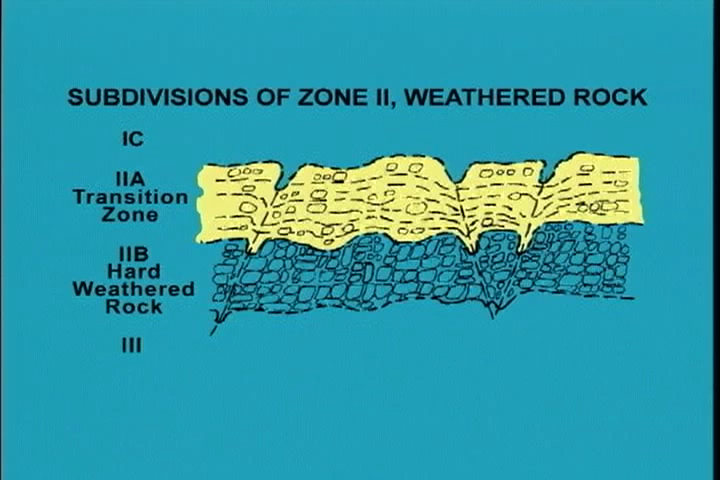 SUBDIVISIONS OF ZONE II, WEATHERED ROCK
IC
IIA
Transition
Zone
IIB
Hard
Weathered
Rock
III